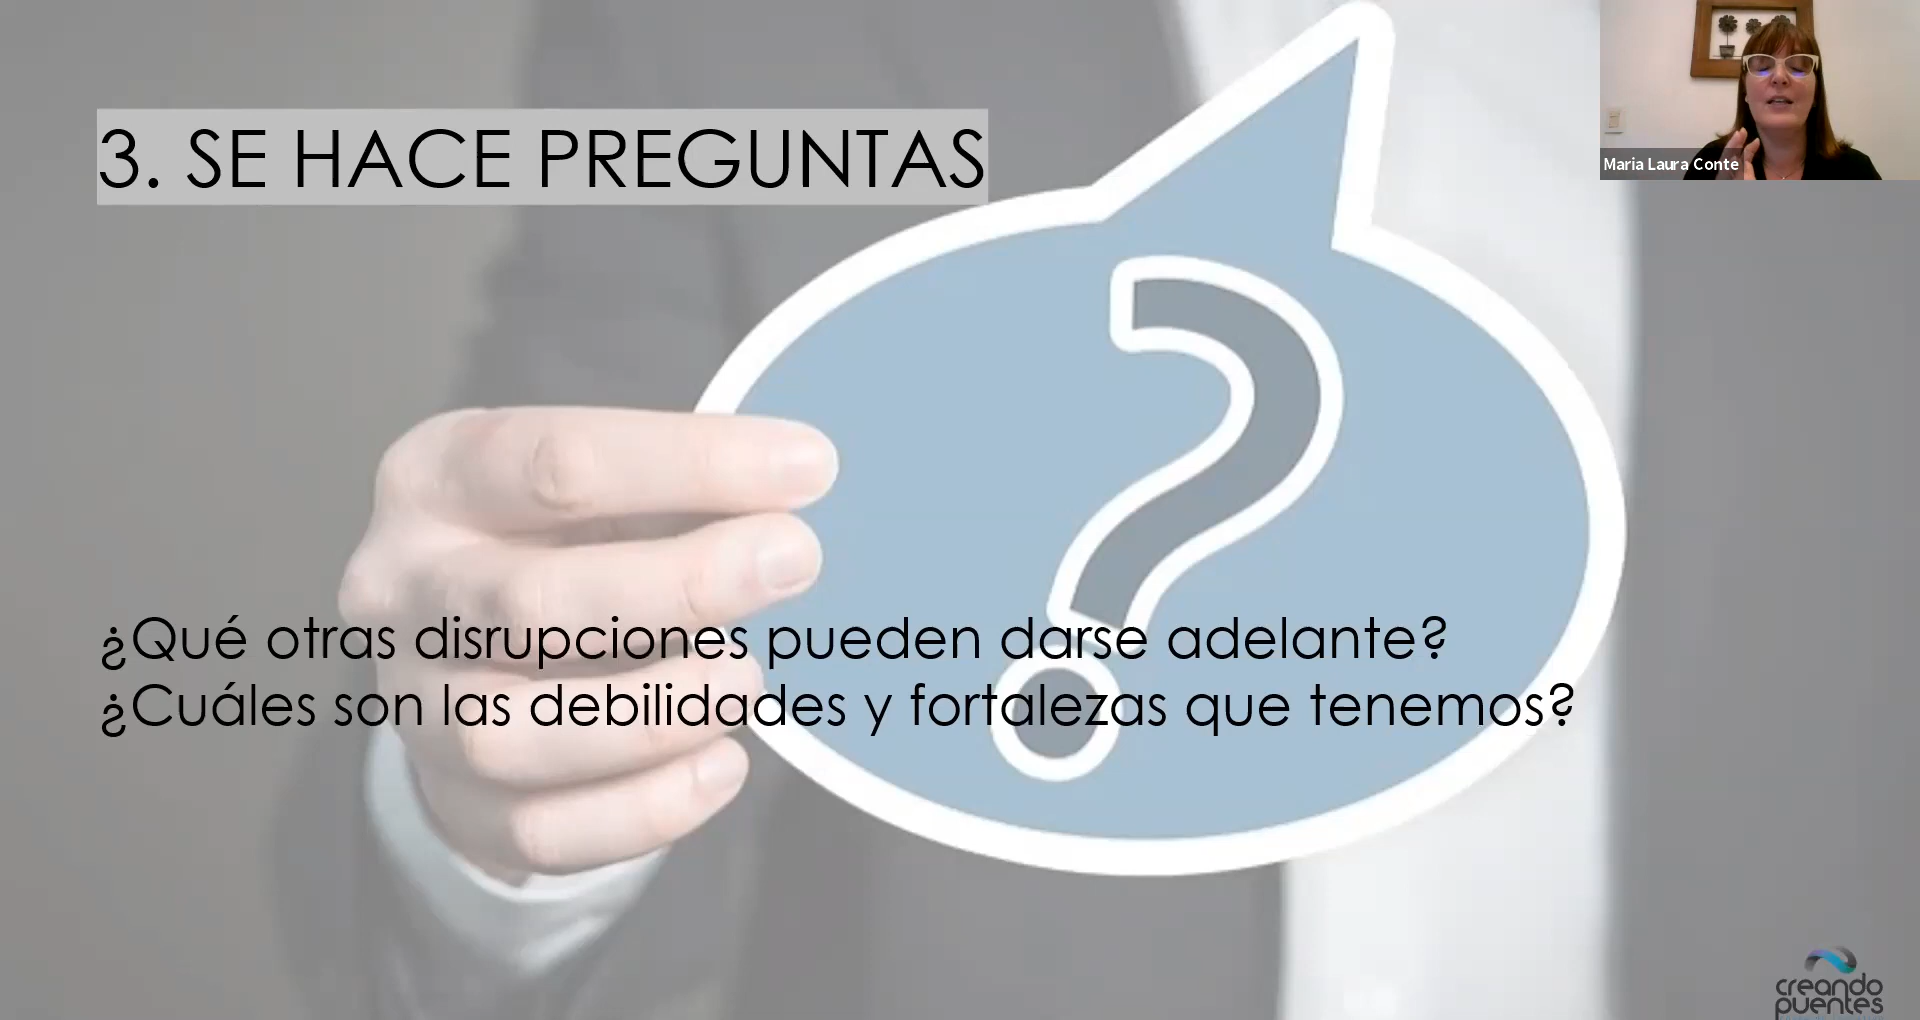 3. SE HACE PREGUNTAS
Maria Laura Conte
¿Qué otras disrupciones pueden darse adelante?
¿Cuáles son las debilidades y fortalezas que tenemos?
creando
puentes